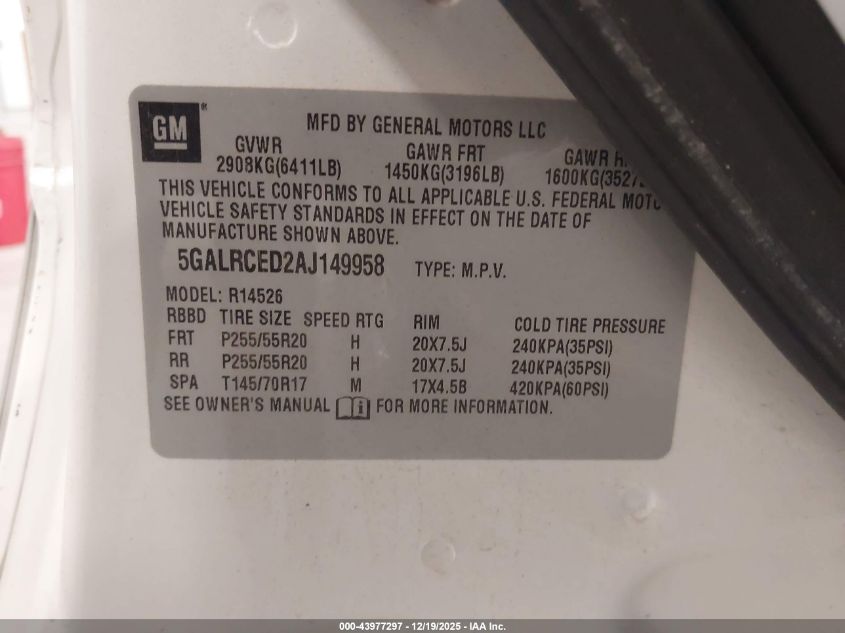 GM ®
MFD BY GENERAL MOTORS LLC
GVWR GAWR FRT GAWR
2908KG(6411LB) 1450KG(3196LB) 1600KG(3527
THIS VEHICLE CONFORMS TO ALL APPLICABLE U.S. FEDERAL
VEHICLE SAFETY STANDARDS IN EFFECT ON THE DATE OF
MANUFACTURE SHOWN ABOVE.
5GALRCED2AJ149958 TYPE: M.P.V.
MODEL: R14526
RBBD TIRE SIZE SPEED RTG RIM COLD TIRE PRESSURE
FRT P255/55R20 H 20X7.5J 240KPA(35PSI)
RR P255/55R20 H 20X7.5J 240KPA(35PSI)
SPA T145/70R17 M 17X4.5B 420KPA(60PSI)
SEE OWNER'S MANUAL i FOR MORE INFORMATION.
000-43977297 - 12/19/2025 - IAA Inc.